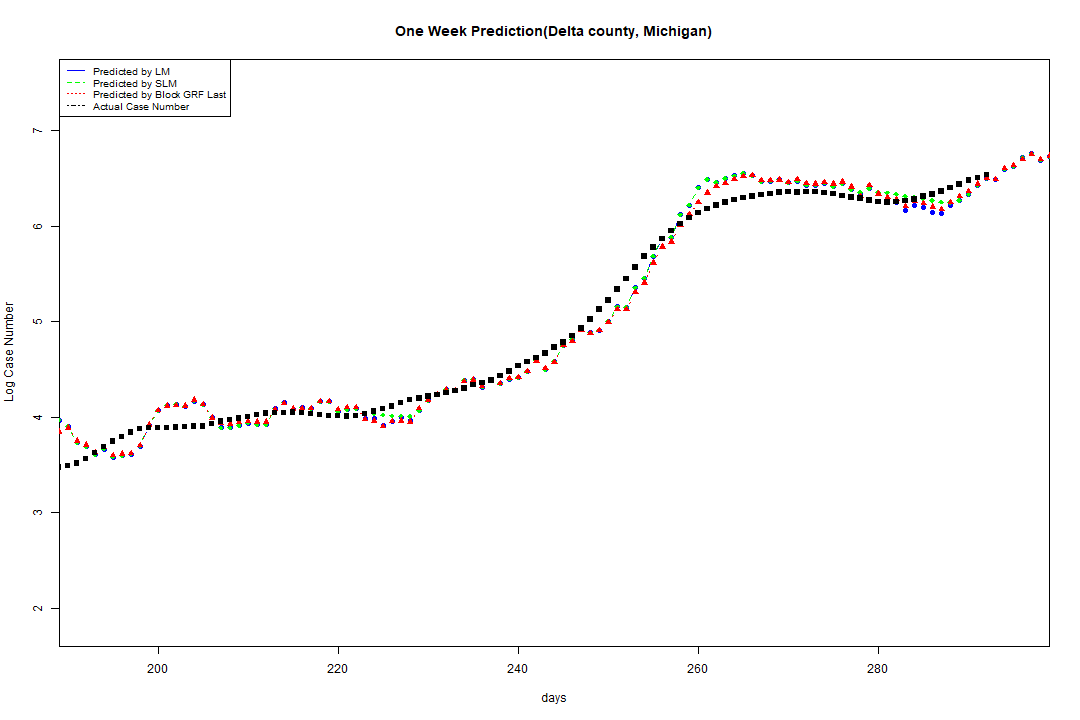 One Week Prediction(Delta county, Michigan)
Predicted by LM
Predicted by SLM
Predicted by Block GRF Last
Actual Case Number
7
6
5
4
3
2
Log Case Number
200
220
240
260
280
days